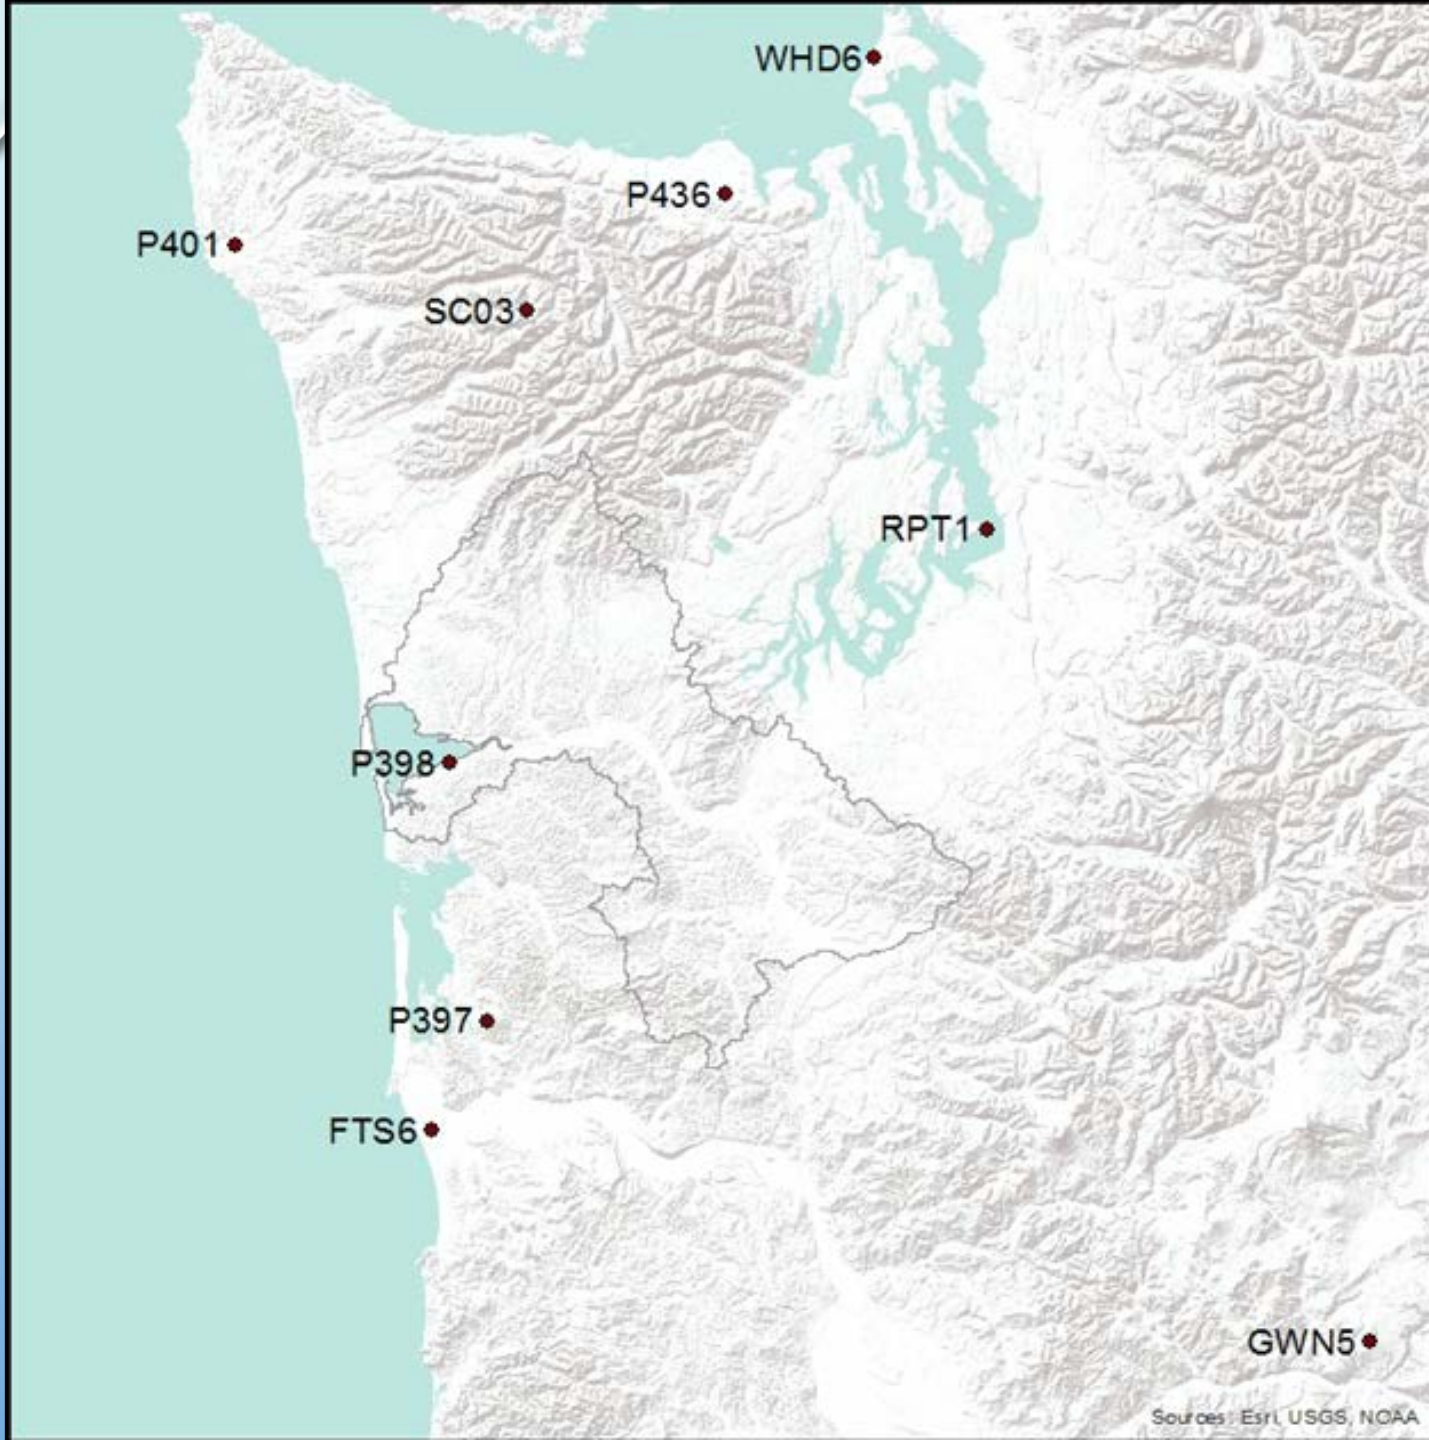 WHD6
P436
P401
SC03
RPT1
P398
P397
FTS6
GWN5
Sources: Esri, USGS, NOAA